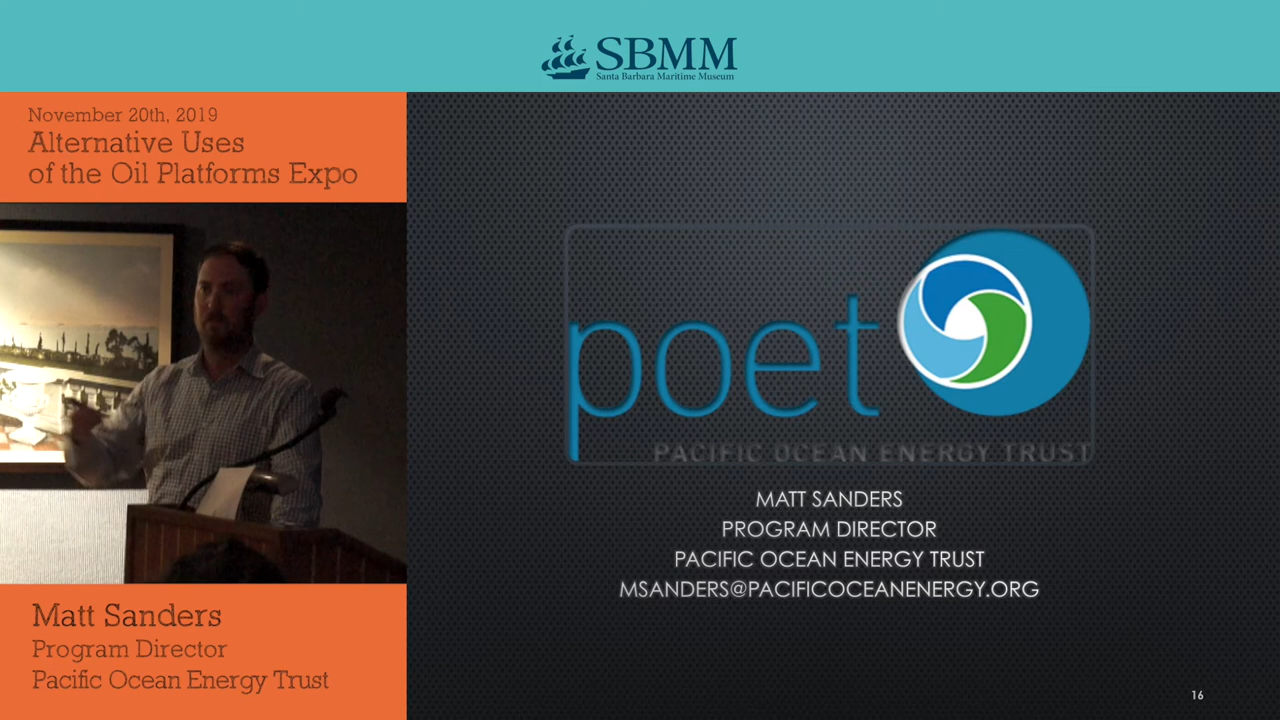 SBMM
Santa Barbara Maritime Museum
November 20th, 2019
Alternative Uses
of the Oil Platforms Expo
poet
PACIFIC OCEAN ENERGY TRUST
MATT SANDERS
PROGRAM DIRECTOR
PACIFIC OCEAN ENERGY TRUST
MSANDERS@PACIFICOCEANENERGY.ORG
Matt Sanders
Program Director
Pacific Ocean Energy Trust
16